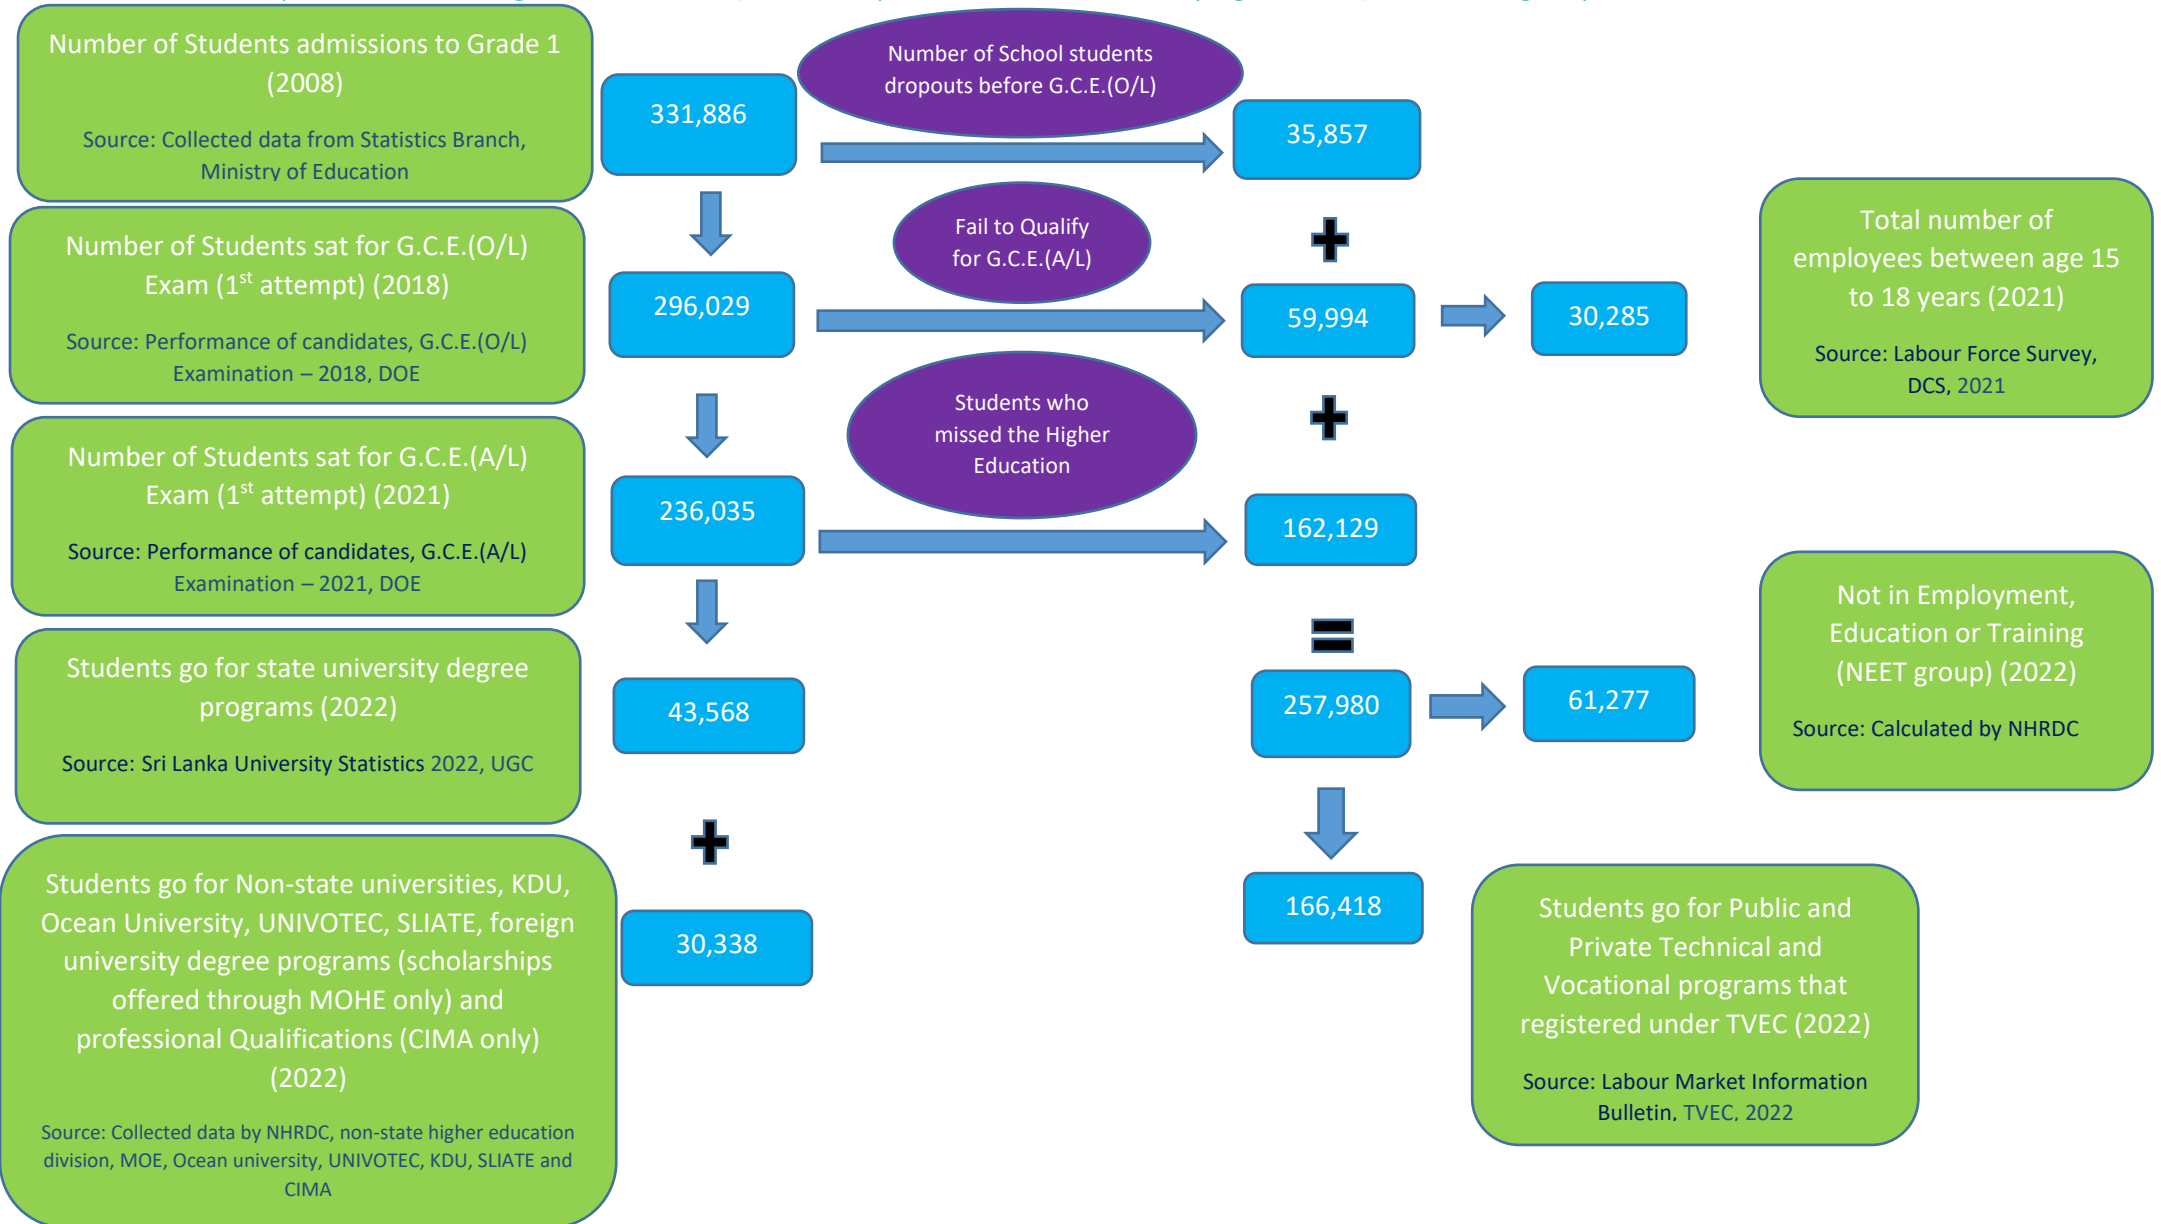 Number of Students admissions to Grade 1
(2008)
Source: Collected data from Statistics Branch,
Ministry of Education
331,886
Number of School students
dropouts before G.C.E.(O/L)
35,857
Number of Students sat for G.C.E.(O/L)
Exam (1st attempt) (2018)
Source: Performance of candidates, G.C.E.(O/L)
Examination – 2018, DOE
296,029
Fail to Qualify
for G.C.E.(A/L)
59,994
30,285
Total number of
employees between age 15
to 18 years (2021)
Source: Labour Force Survey,
DCS, 2021
Number of Students sat for G.C.E.(A/L)
Exam (1st attempt) (2021)
Source: Performance of candidates, G.C.E.(A/L)
Examination – 2021, DOE
236,035
Students who
missed the Higher
Education
162,129
Students go for state university degree
programs (2022)
Source: Sri Lanka University Statistics 2022, UGC
43,568
257,980
61,277
Not in Employment,
Education or Training
(NEET group) (2022)
Source: Calculated by NHRDC
Students go for Non-state universities, KDU,
Ocean University, UNIVOTEC, SLIATE, foreign
university degree programs (scholarships
offered through MOHE only) and
professional Qualifications (CIMA only)
(2022)
Source: Collected data by NHRDC, non-state higher education
division, MOE, Ocean university, UNIVOTEC, KDU, SLIATE and
CIMA
30,338
166,418
Students go for Public and
Private Technical and
Vocational programs that
registered under TVEC (2022)
Source: Labour Market Information
Bulletin, TVEC, 2022